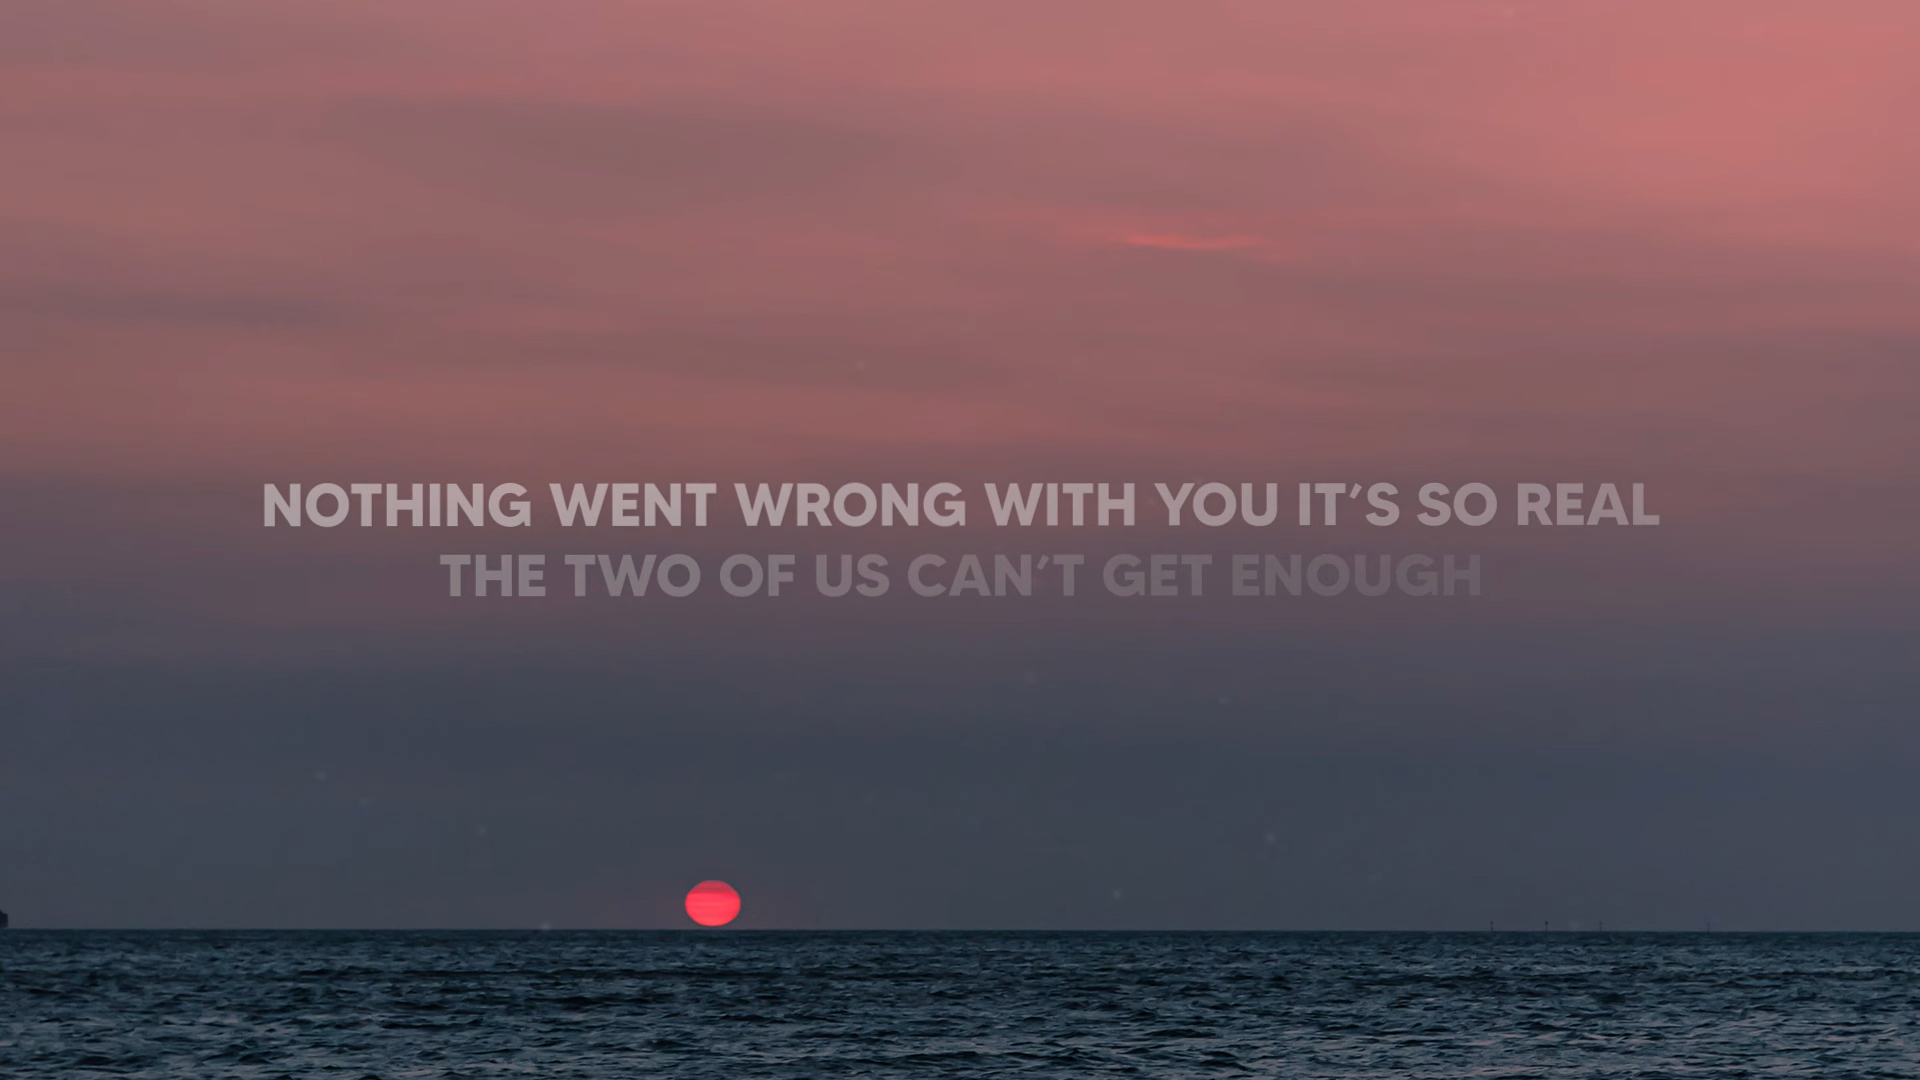 NOTHING WENT WRONG WITH YOU IT’S SO REAL
THE TWO OF US CAN’T GET ENOUGH